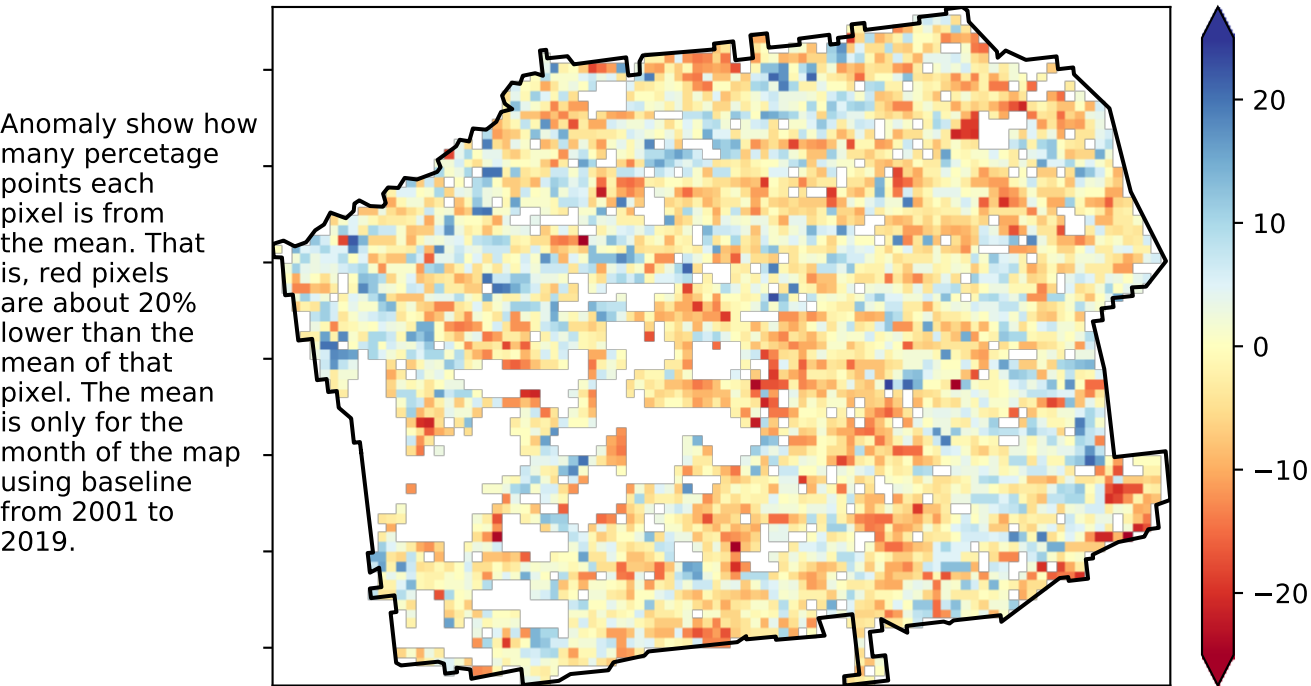 Anomaly show how
many percetage
points each
pixel is from
the mean. That
is, red pixels
are about 20%
lower than the
mean of that
pixel. The mean
is only for the
month of the map
using baseline
from 2001 to
2019.
20
10
0
−10
−20